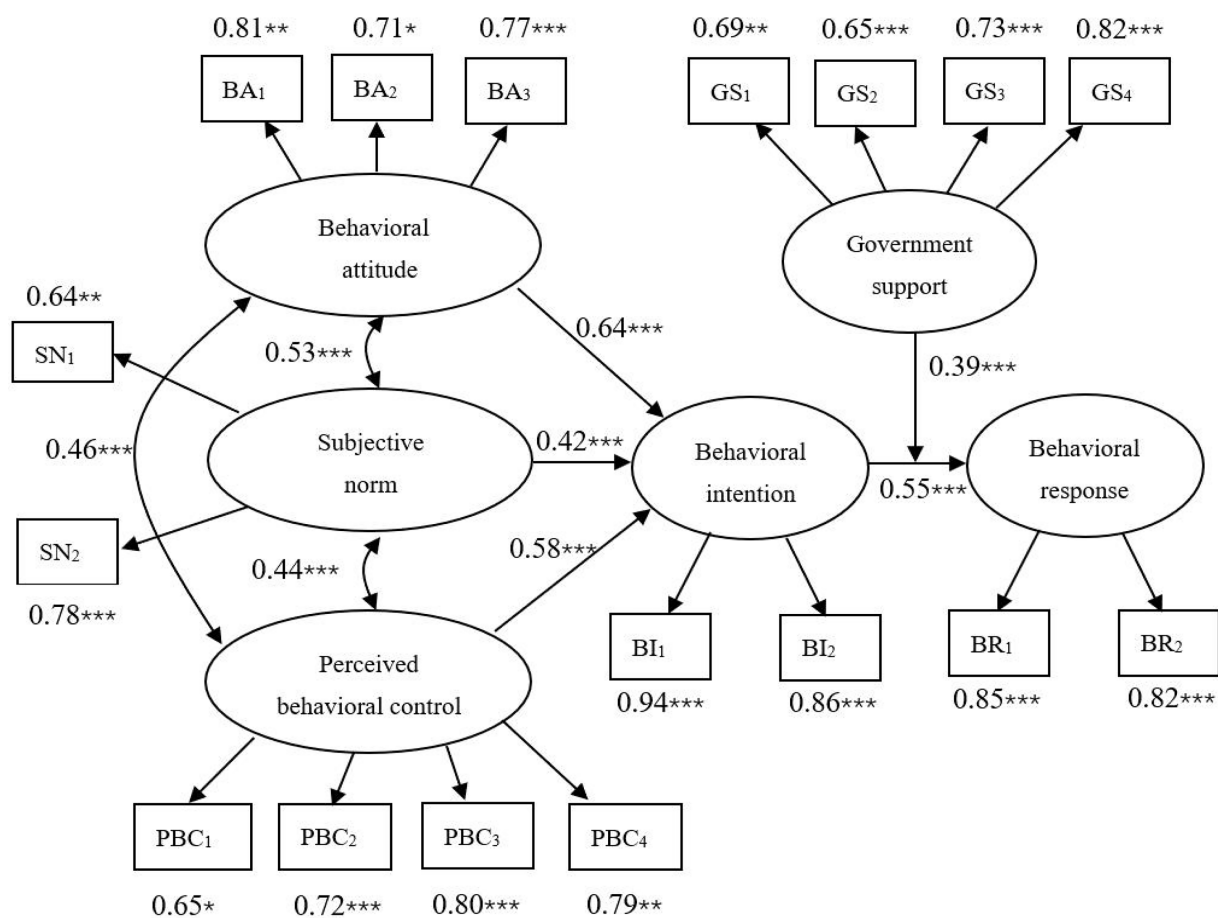 0.81** 0.71* 0.77*** 0.69** 0.65*** 0.73*** 0.82***
BA₁ BA₂ BA₃ GS₁ GS₂ GS₃ GS₄
Behavioral
attitude
Government
support
0.64**
SN₁
0.53***
0.64***
0.39***
0.46***
Subjective
norm
0.42***
Behavioral
intention
0.55***
Behavioral
response
SN₂
0.78***
0.44***
0.58***
Perceived
behavioral control
BI₁ BI₂ BR₁ BR₂
0.94*** 0.86*** 0.85*** 0.82***
PBC₁ PBC₂ PBC₃ PBC₄
0.65* 0.72*** 0.80*** 0.79**